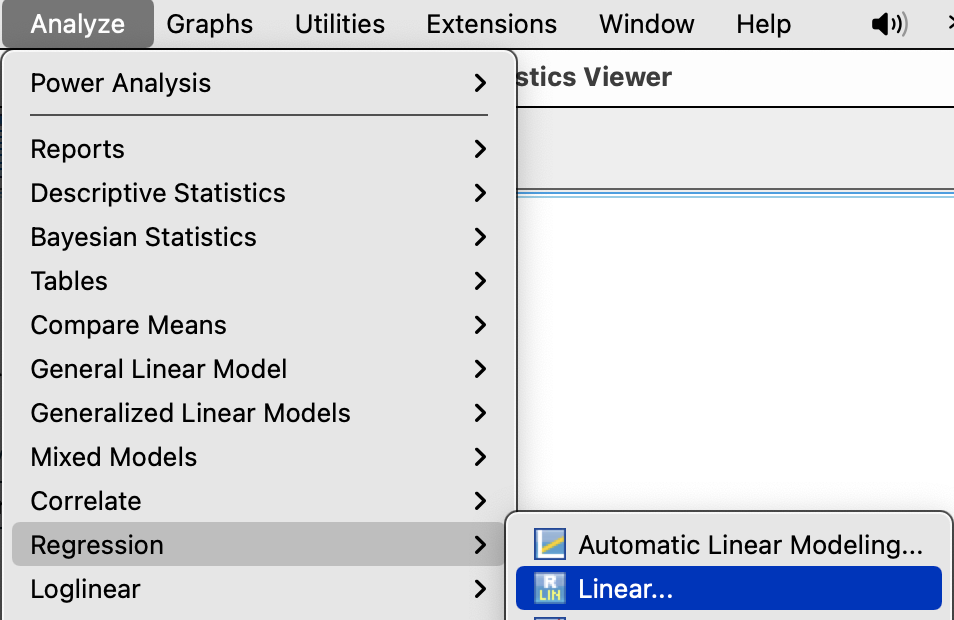 Analyze Graphs Utilities Extensions Window Help
stics Viewer
Power Analysis
Reports
Descriptive Statistics
Bayesian Statistics
Tables
Compare Means
General Linear Model
Generalized Linear Models
Mixed Models
Correlate
Regression
Automatic Linear Modeling...
Loglinear
R
LIN
Linear...